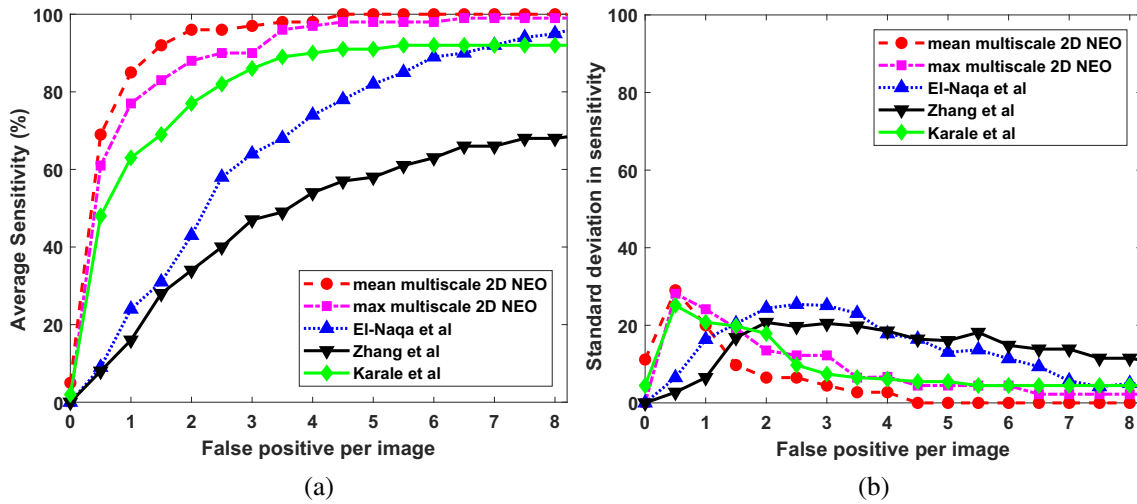 100
80
60
40
20
0
Average Sensitivity (%)
mean multiscale 2D NEO
max multiscale 2D NEO
El-Naqa et al
Zhang et al
Karale et al
0 1 2 3 4 5 6 7 8
False positive per image
(a)
100
80
60
40
20
0
Standard deviation in sensitivity
mean multiscale 2D NEO
max multiscale 2D NEO
El-Naqa et al
Zhang et al
Karale et al
0 1 2 3 4 5 6 7 8
False positive per image
(b)